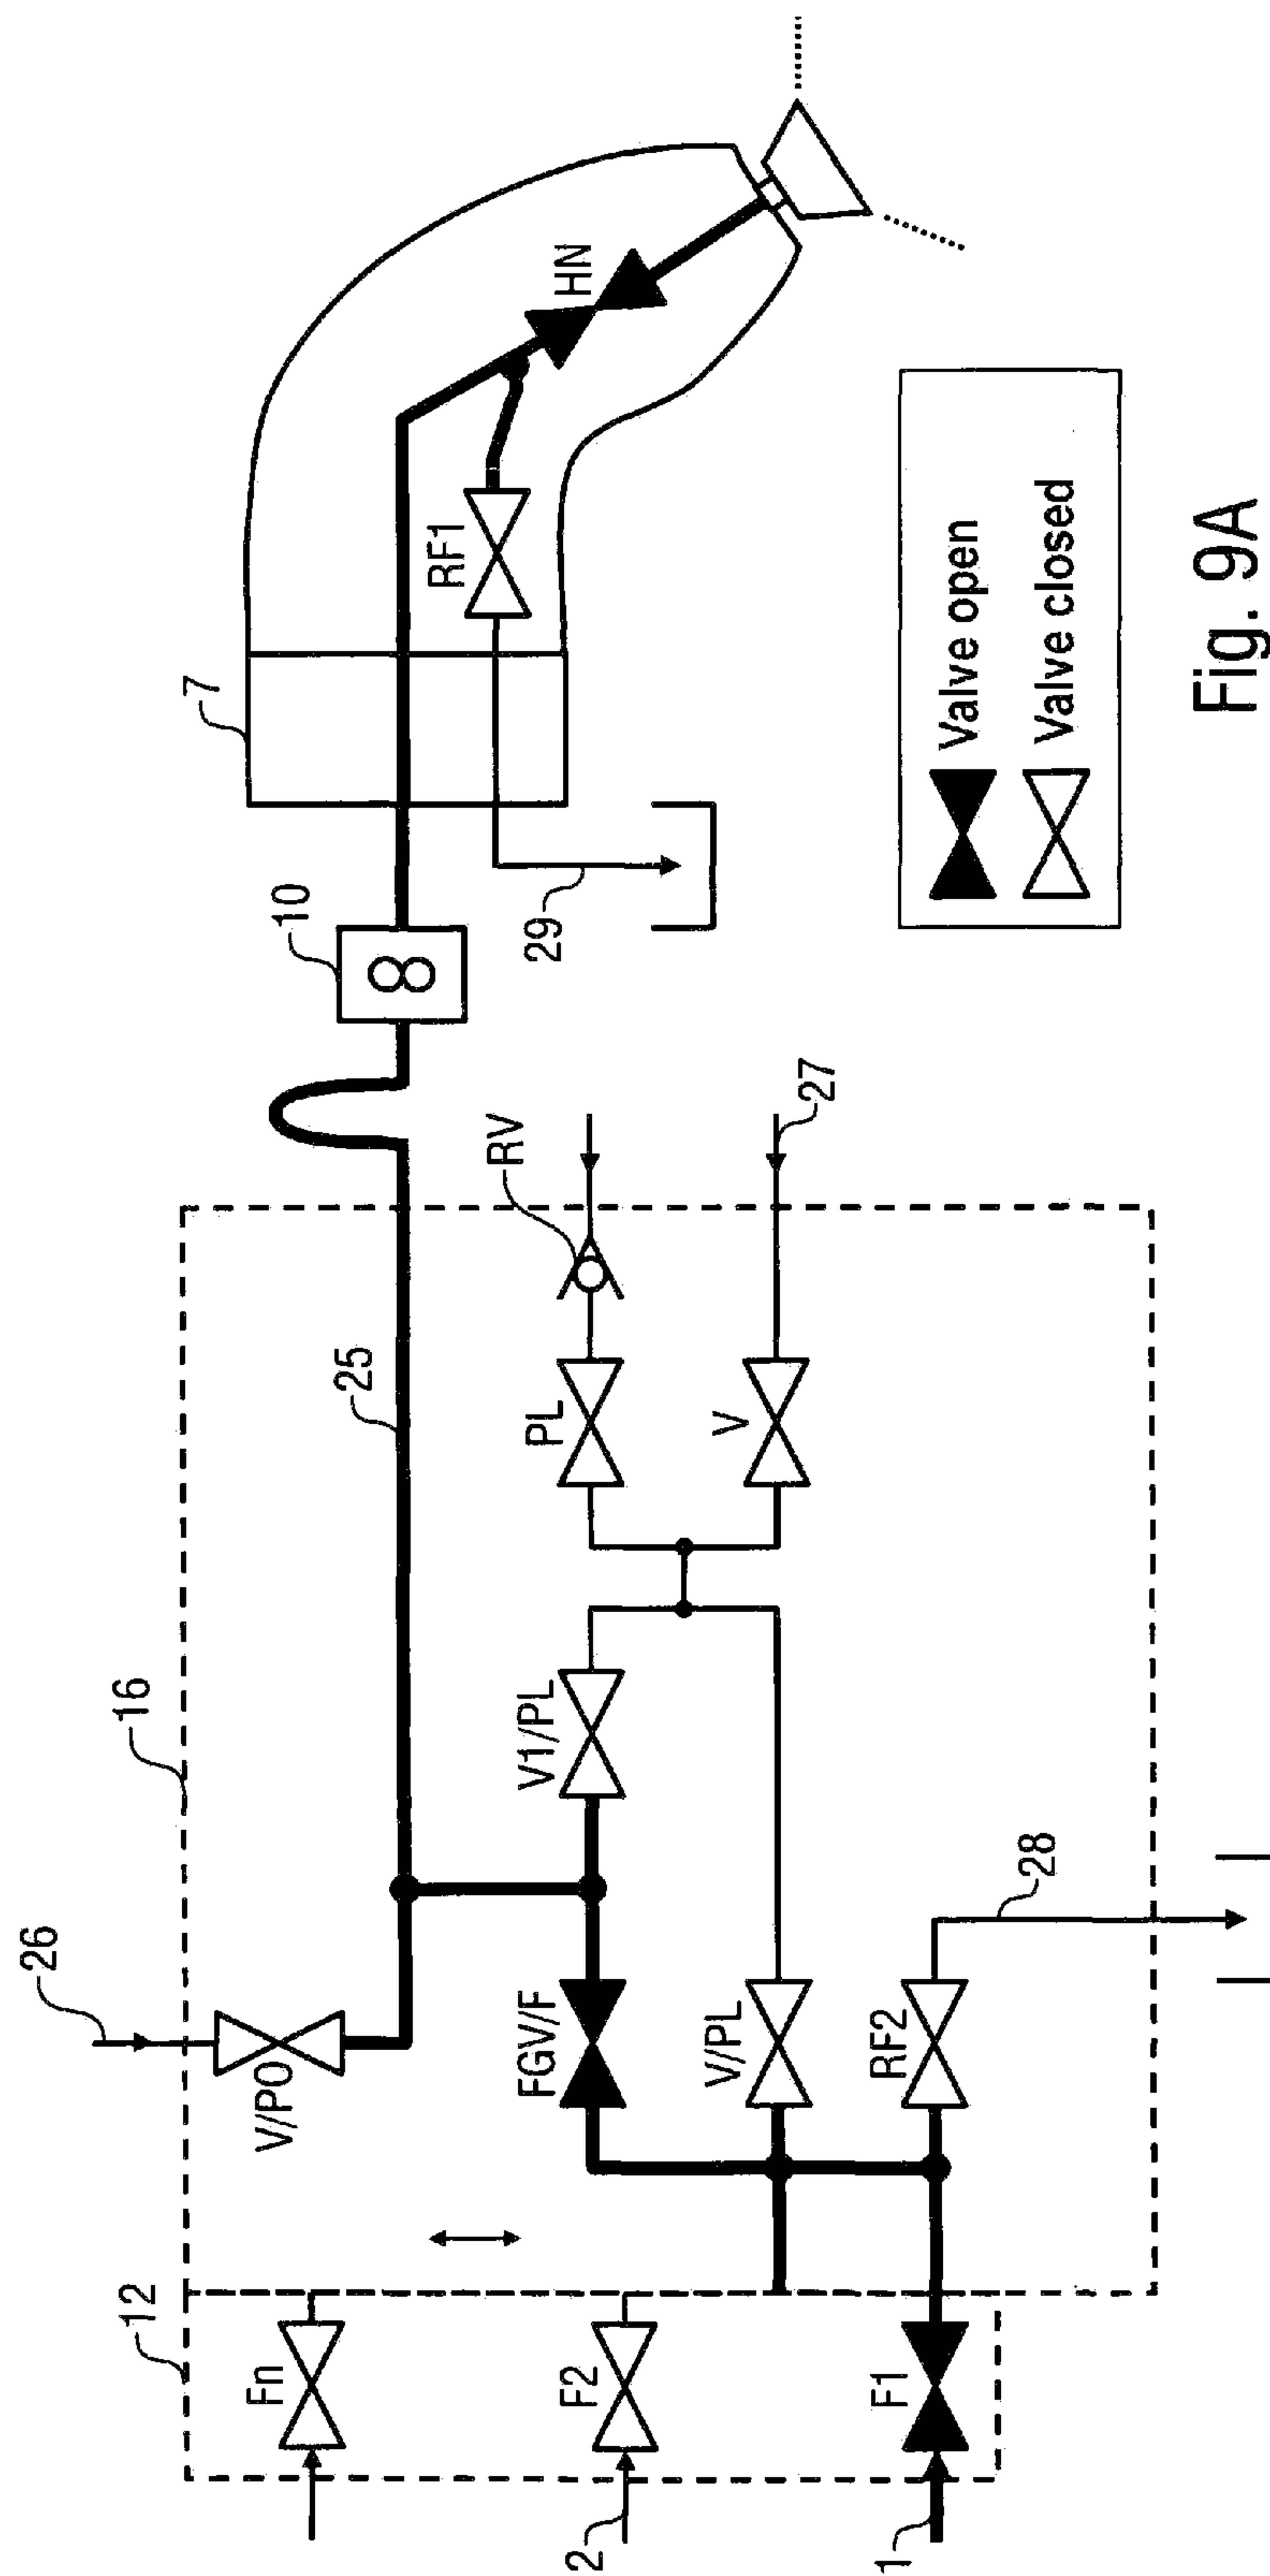 26
16
25
10
7
12
V/PO
Fn
FGV/F
V1/PL
PL
RV
RF1
HN
F2
2
V/PL
V
27
29
F1
1
RF2
28
Valve open
Valve closed
Fig. 9A